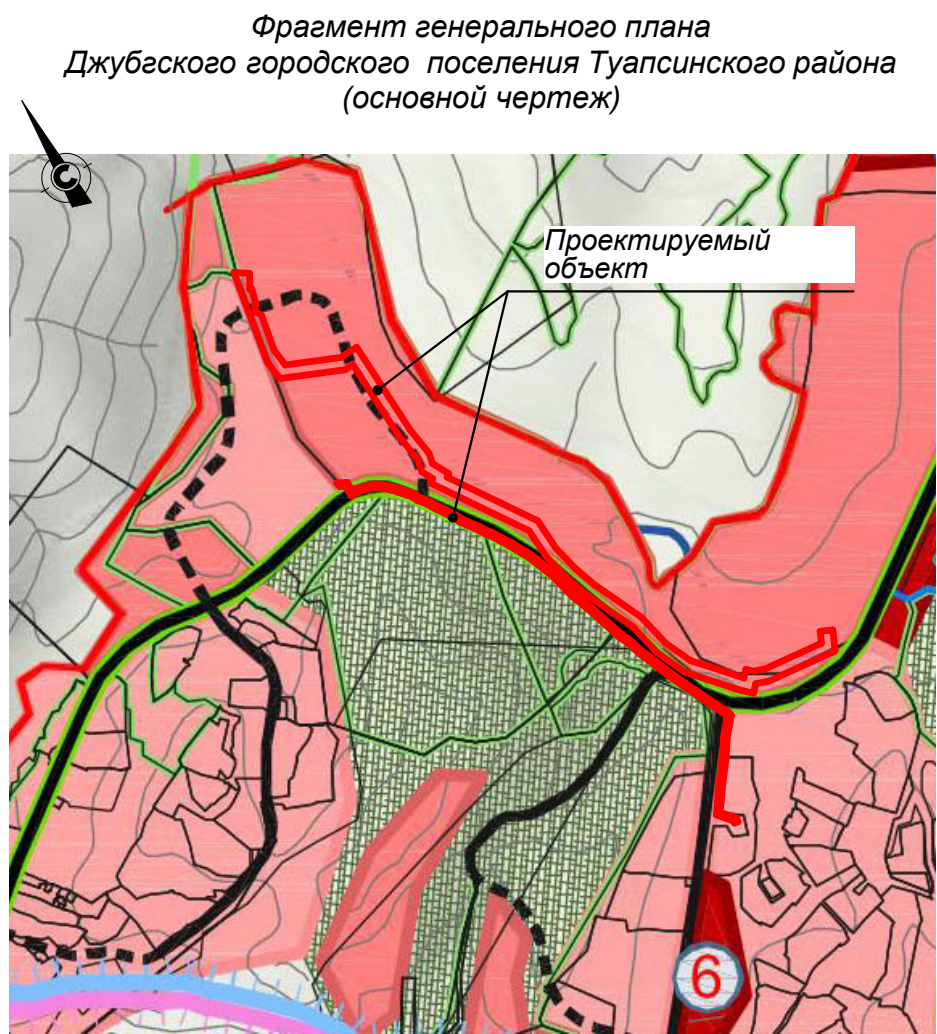 Фрагмент генерального плана
Джубгского городского поселения Туапсинского района
(основной чертеж)
С
Проектируемый
объект
6